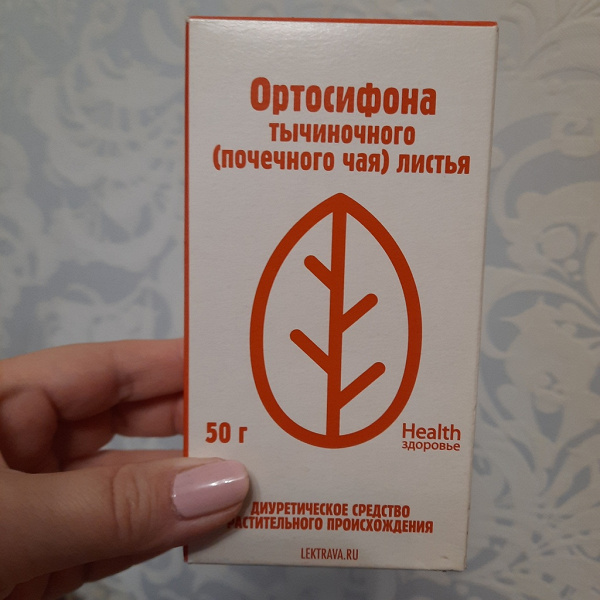 Ортосифона
тычиночного
(почечного чая) листья
50 г
Health
здоровье
ДИУРЕТИЧЕСКОЕ СРЕДСТВО
РАСТИТЕЛЬНОГО ПРОИСХОЖДЕНИЯ
LEKTRAVA.RU